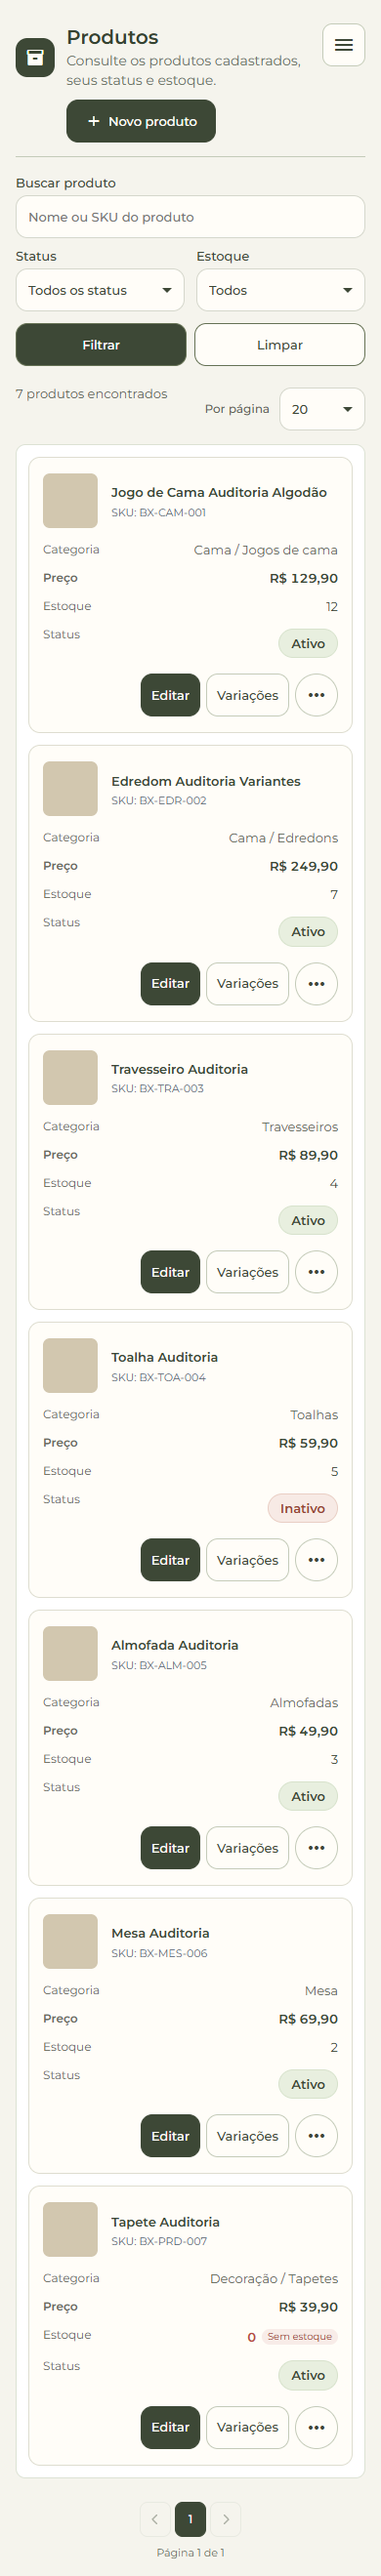 Produtos
Consulte os produtos cadastrados,
seus status e estoque.
+ Novo produto
Buscar produto
Nome ou SKU do produto
Status Estoque
Todos os status Todos
Filtrar Limpar
7 produtos encontrados
Por página 20
Jogo de Cama Auditoria Algodão
SKU: BX-CAM-001
Categoria Cama / Jogos de cama
Preço R$ 129,90
Estoque 12
Status Ativo
Editar Variações •••
Edredom Auditoria Variantes
SKU: BX-EDR-002
Categoria Cama / Edredons
Preço R$ 249,90
Estoque 7
Status Ativo
Editar Variações •••
Travesseiro Auditoria
SKU: BX-TRA-003
Categoria Travesseiros
Preço R$ 89,90
Estoque 4
Status Ativo
Editar Variações •••
Toalha Auditoria
SKU: BX-TOA-004
Categoria Toalhas
Preço R$ 59,90
Estoque 5
Status Inativo
Editar Variações •••
Almofada Auditoria
SKU: BX-ALM-005
Categoria Almofadas
Preço R$ 49,90
Estoque 3
Status Ativo
Editar Variações •••
Mesa Auditoria
SKU: BX-MES-006
Categoria Mesa
Preço R$ 69,90
Estoque 2
Status Ativo
Editar Variações •••
Tapete Auditoria
SKU: BX-PRD-007
Categoria Decoração / Tapetes
Preço R$ 39,90
Estoque 0 Sem estoque
Status Ativo
Editar Variações •••
1
Página 1 de 1